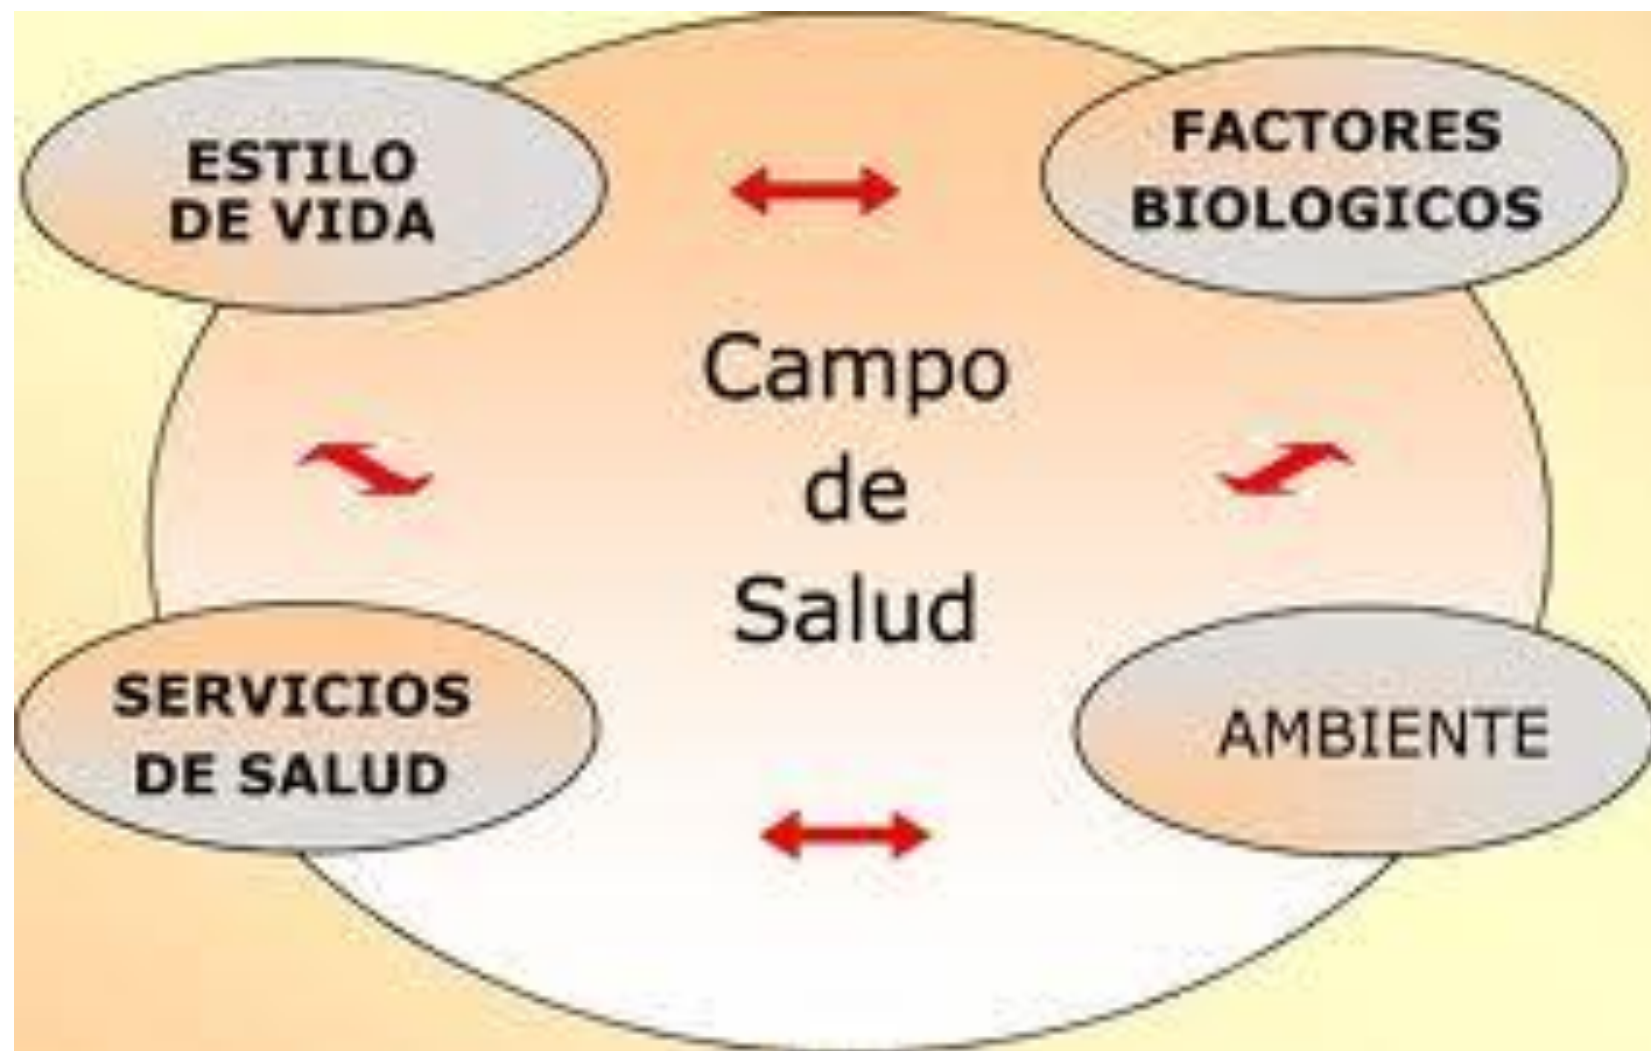 ESTILO
DE VIDA
FACTORES
BIOLOGICOS
Campo
de
Salud
SERVICIOS
DE SALUD
AMBIENTE